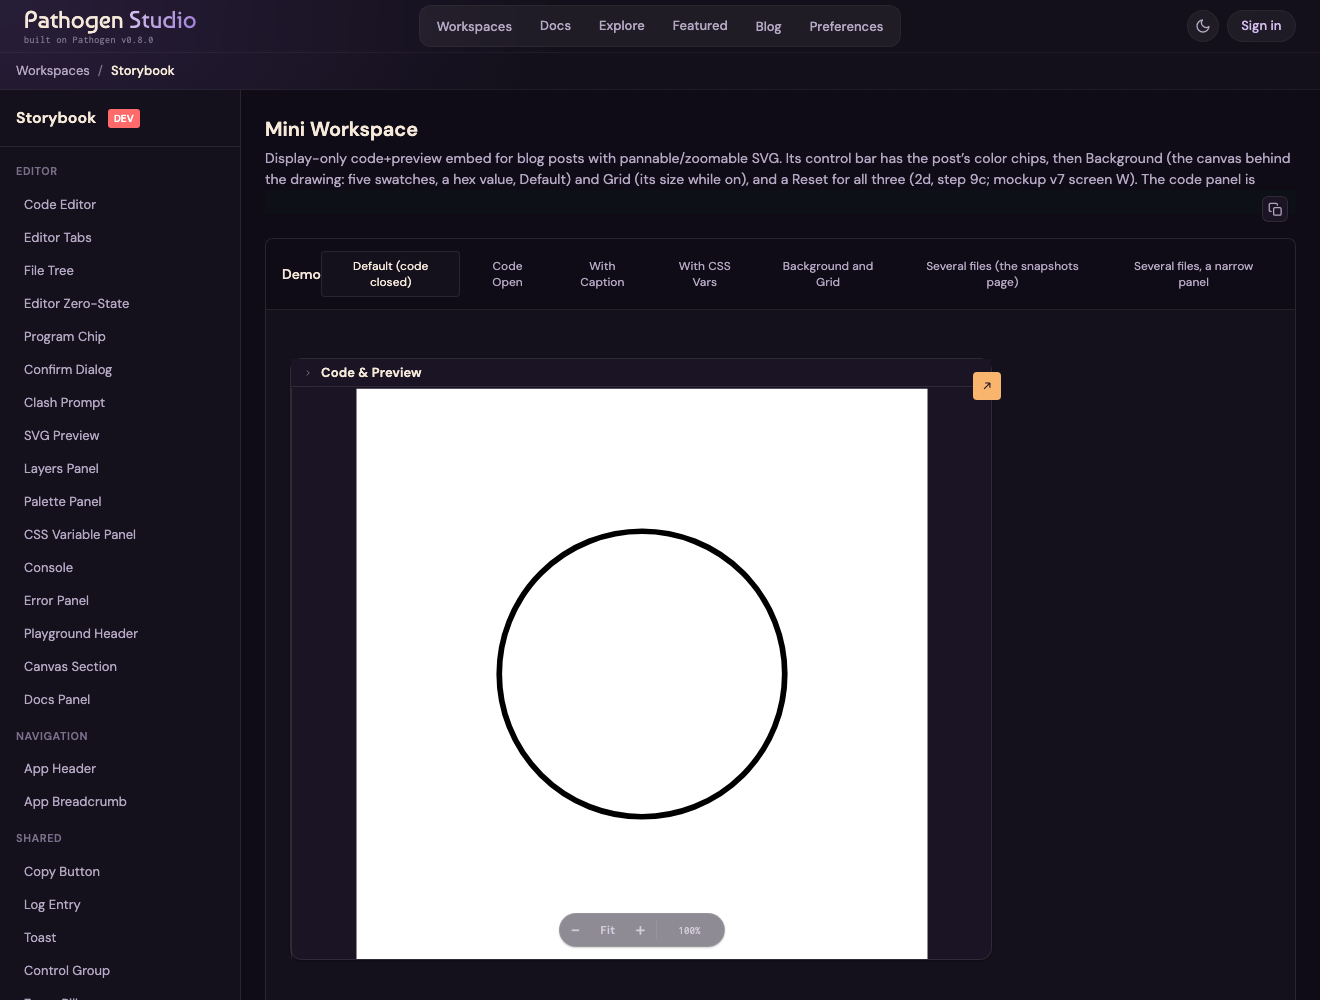 Pathogen Studio
built on Pathogen v0.8.0
Workspaces
Docs
Explore
Featured
Blog
Preferences
Sign in
Workspaces / Storybook
Storybook
DEV
EDITOR
Code Editor
Editor Tabs
File Tree
Editor Zero-State
Program Chip
Confirm Dialog
Clash Prompt
SVG Preview
Layers Panel
Palette Panel
CSS Variable Panel
Console
Error Panel
Playground Header
Canvas Section
Docs Panel
NAVIGATION
App Header
App Breadcrumb
SHARED
Copy Button
Log Entry
Toast
Control Group
Mini Workspace
Display-only code+preview embed for blog posts with pannable/zoomable SVG. Its control bar has the post’s color chips, then Background (the canvas behind
the drawing: five swatches, a hex value, Default) and Grid (its size while on), and a Reset for all three (2d, step 9c; mockup v7 screen W). The code panel is
Demo
Default (code
closed)
Code
Open
With
Caption
With CSS
Vars
Background and
Grid
Several files (the snapshots
page)
Several files, a narrow
panel
Code & Preview
− Fit + 100%